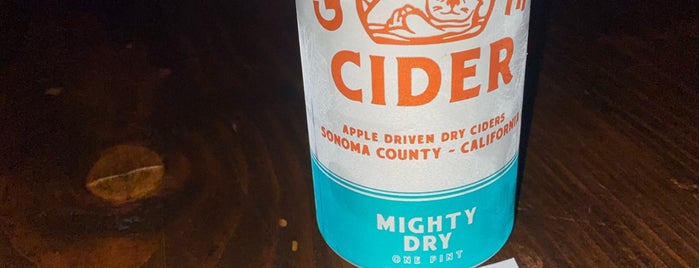 CIDER
APPLE DRIVEN DRY CIDERS
SONOMA COUNTY - CALIFORNIA
MIGHTY
DRY
ONE PINT